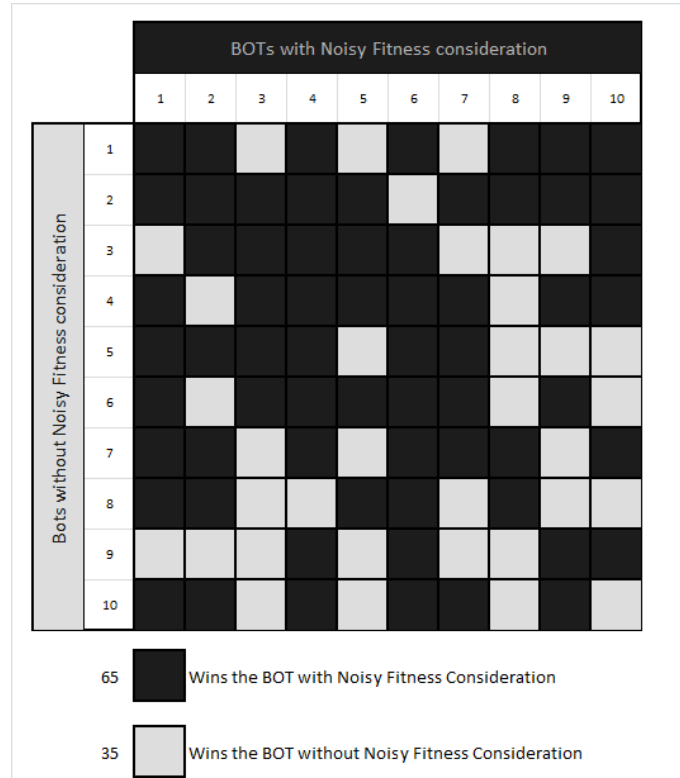 BOTs with Noisy Fitness consideration
1 2 3 4 5 6 7 8 9 10
Bots without Noisy Fitness consideration
1
2
3
4
5
6
7
8
9
10
65 Wins the BOT with Noisy Fitness Consideration
35 Wins the BOT without Noisy Fitness Consideration